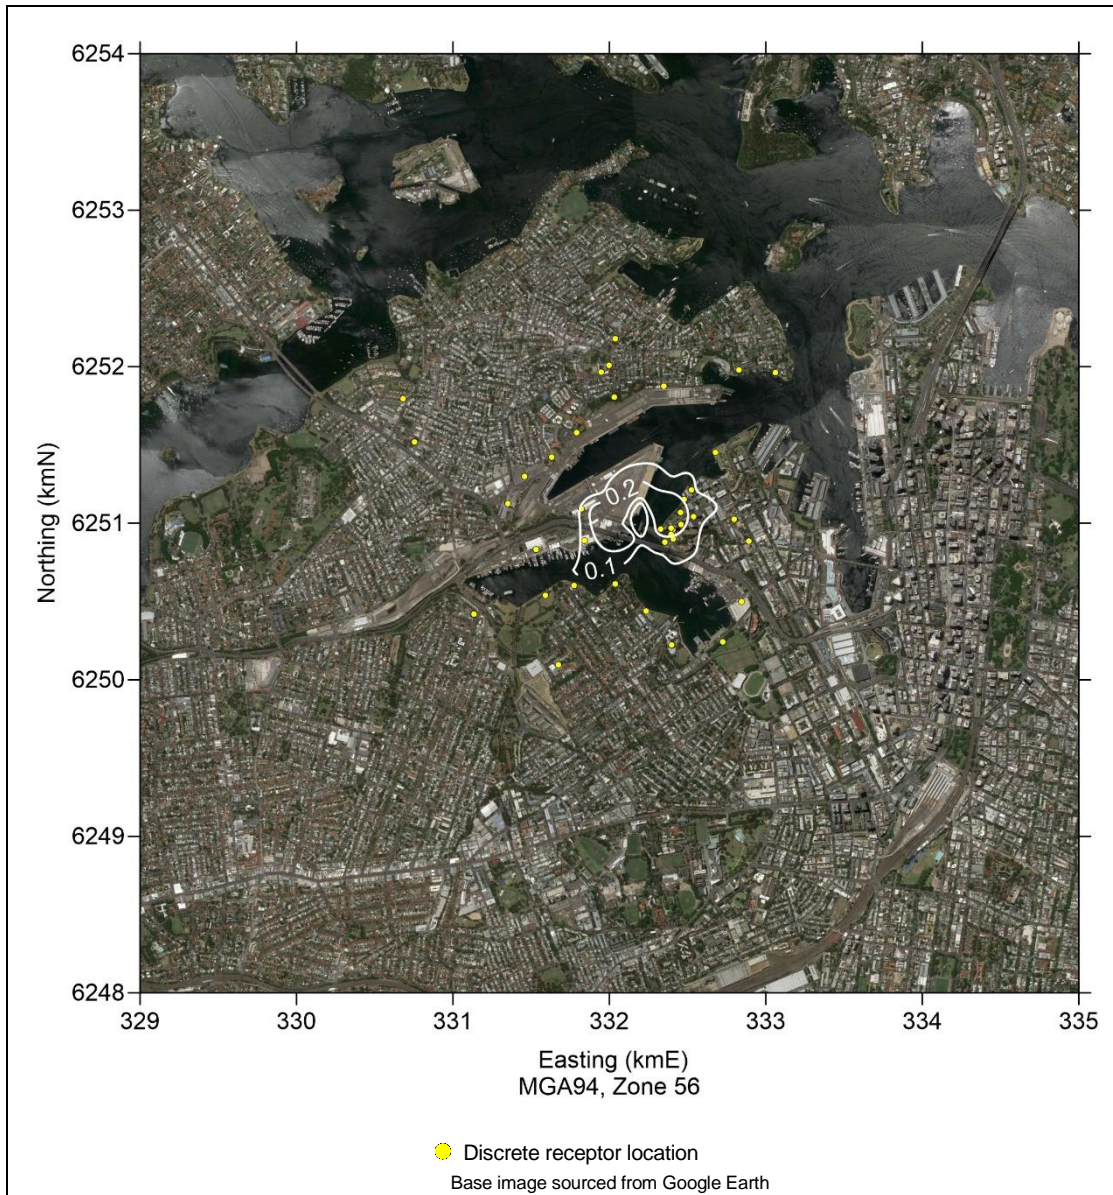 6254
6253
6252
6251
6250
6249
6248
Northing (kmN)
0.2
0.1
329 330 331 332 333 334 335
Easting (kmE)
MGA94, Zone 56
Discrete receptor location
Base image sourced from Google Earth